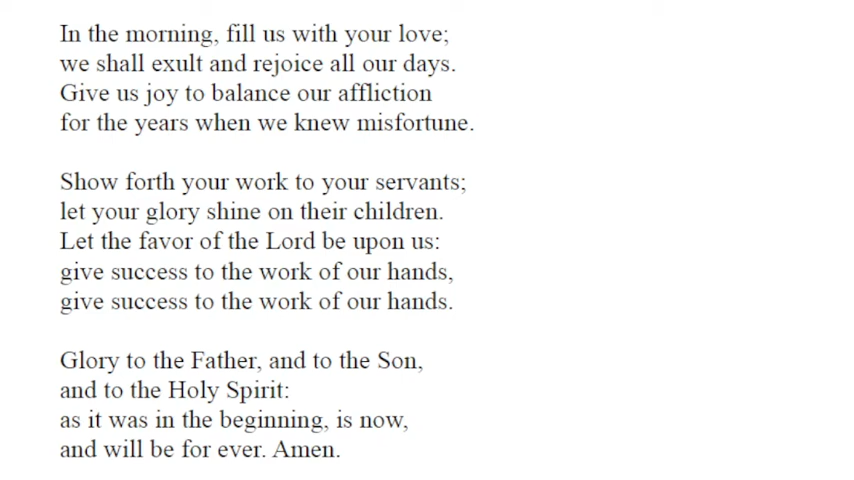 In the morning, fill us with your love;
we shall exult and rejoice all our days.
Give us joy to balance our affliction
for the years when we knew misfortune.

Show forth your work to your servants;
let your glory shine on their children.
Let the favor of the Lord be upon us:
give success to the work of our hands,
give success to the work of our hands.

Glory to the Father, and to the Son,
and to the Holy Spirit:
as it was in the beginning, is now,
and will be for ever. Amen.